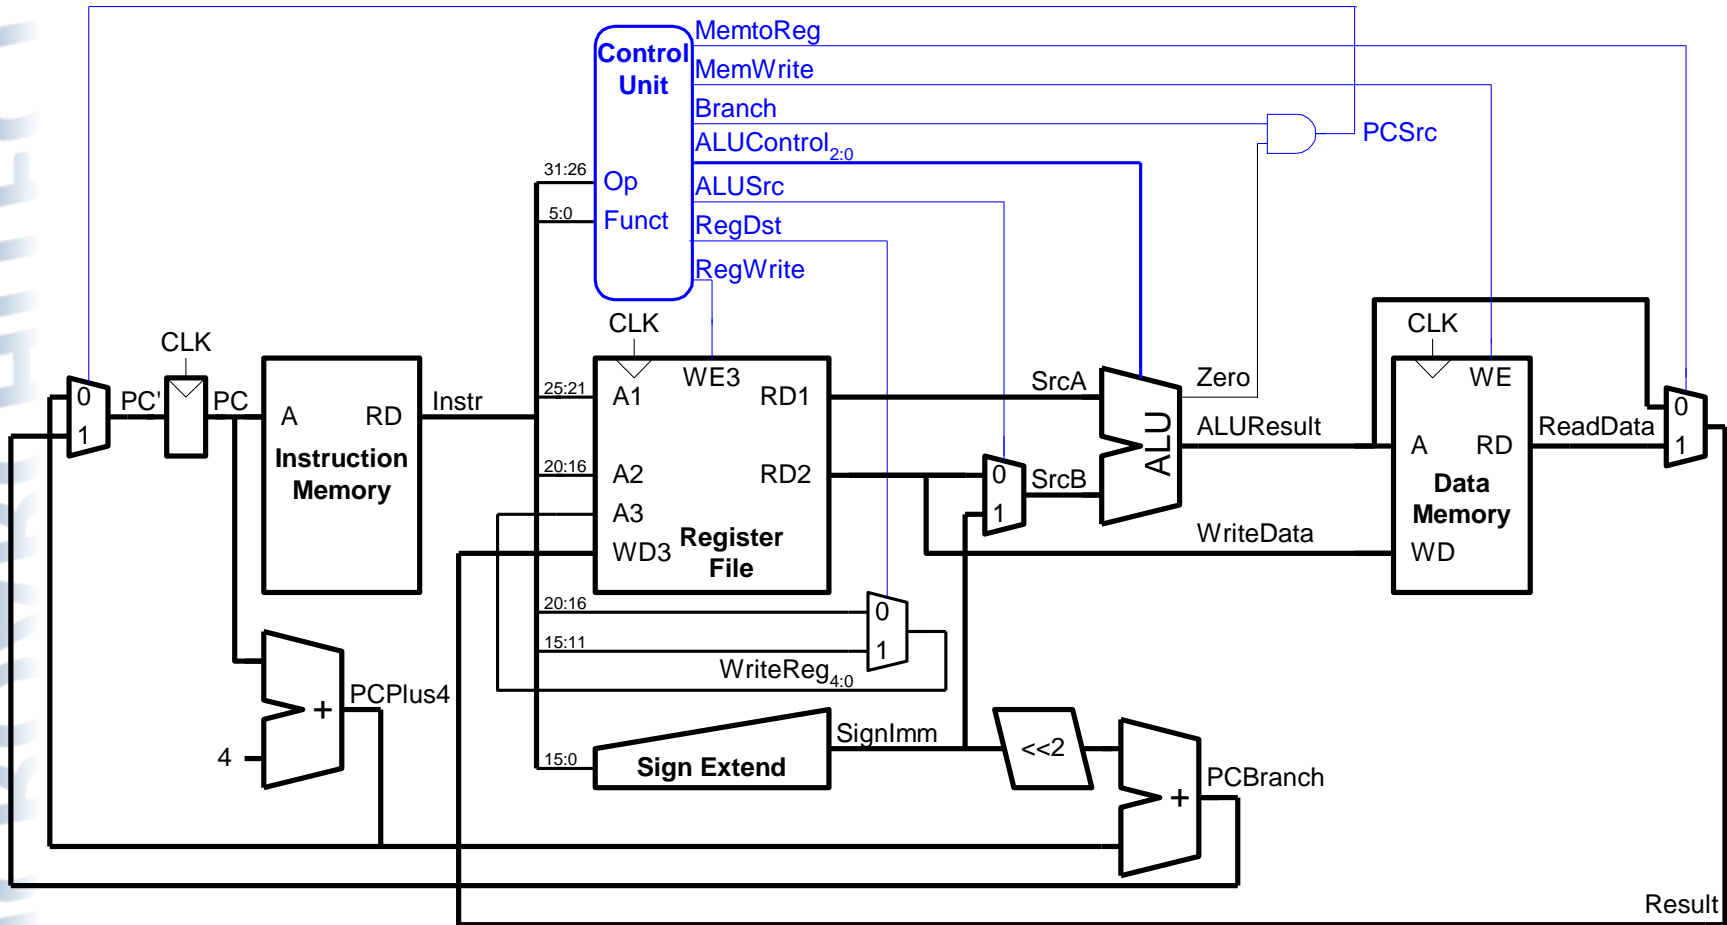 MemtoReg
Control
Unit
MemWrite
Branch
PCSrc
ALUControl2:0
31:26
Op
ALUSrc
5:0
Funct
RegDst
RegWrite
CLK
CLK
CLK
0
1
PC'
PC
A
RD
Instruction
Memory
Instr
25:21
A1
WE3
RD1
20:16
A2
RD2
A3
WD3
Register
File
SrcA
0
1
SrcB
ALU
Zero
ALUResult
WriteData
WE
A
RD
Data
Memory
WD
ReadData
0
1
20:16
0
15:11
1
WriteReg4:0
PCPlus4
+
4
15:0
Sign Extend
SignImm
<<2
+
PCBranch
Result